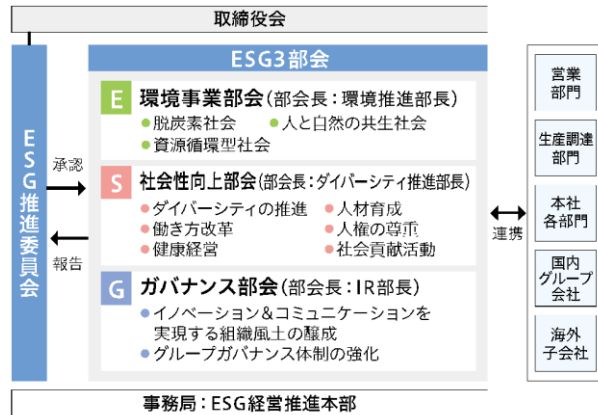 取締役会
ESG推進委員会
承認
報告
ESG3部会
E 環境事業部会(部会長:環境推進部長)
●脱炭素社会 ●人と自然の共生社会
●資源循環型社会
S 社会性向上部会(部会長:ダイバーシティ推進部長)
●ダイバーシティの推進 ●人材育成
●働き方改革 ●人権の尊重
●健康経営 ●社会貢献活動
G ガバナンス部会(部会長:IR部長)
●イノベーション&コミュニケーションを
実現する組織風土の醸成
●グループガバナンス体制の強化
連携
営業
部門
生産調達
部門
本社
各部門
国内
グループ
会社
海外
子会社
事務局:ESG経営推進本部